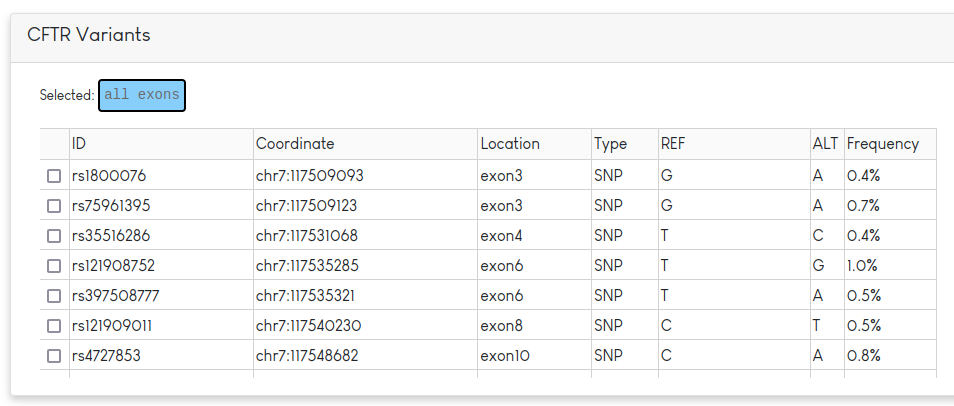 CFTR Variants
Selected: all exons
ID Coordinate Location Type REF ALT Frequency
rs1800076 chr7:117509093 exon3 SNP G A 0.4%
rs75961395 chr7:117509123 exon3 SNP G A 0.7%
rs35516286 chr7:117531068 exon4 SNP T C 0.4%
rs121908752 chr7:117535285 exon6 SNP T G 1.0%
rs397508777 chr7:117535321 exon6 SNP T A 0.5%
rs121909011 chr7:117540230 exon8 SNP C T 0.5%
rs4727853 chr7:117548682 exon10 SNP C A 0.8%